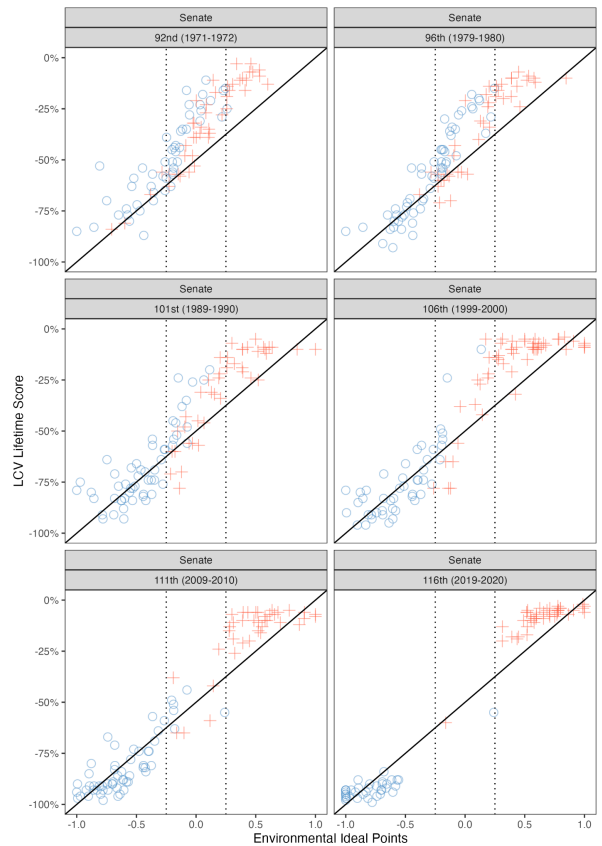 Senate Senate
92nd (1971-1972) 96th (1979-1980)
0%
-25%
-50%
-75%
-100%
Senate Senate
101st (1989-1990) 106th (1999-2000)
0%
-25%
-50%
-75%
-100%
LCV Lifetime Score
Senate Senate
111th (2009-2010) 116th (2019-2020)
0%
-25%
-50%
-75%
-100%
-1.0 -0.5 0.0 0.5 1.0 -1.0 -0.5 0.0 0.5 1.0
Environmental Ideal Points